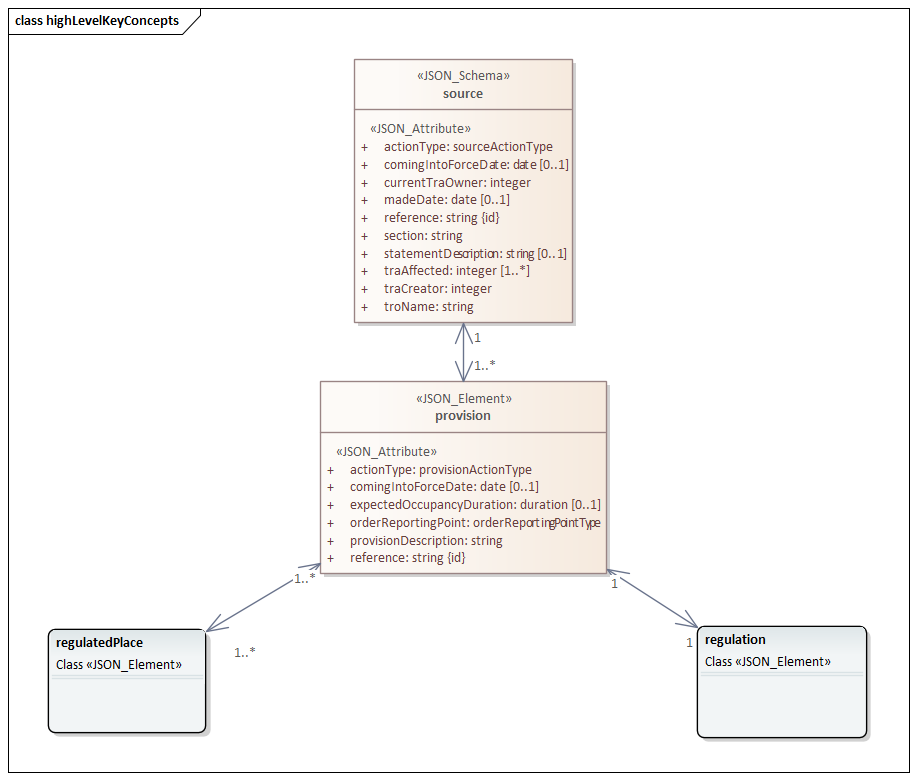 class highLevelKeyConcepts
«JSON_Schema»
source
«JSON_Attribute»
+ actionType: sourceActionType
+ comingIntoForceDate: date [0..1]
+ currentTraOwner: integer
+ madeDate: date [0..1]
+ reference: string {id}
+ section: string
+ statementDescription: string [0..1]
+ traAffected: integer [1..*]
+ traCreator: integer
+ troName: string
1
1..*
«JSON_Element»
provision
«JSON_Attribute»
+ actionType: provisionActionType
+ comingIntoForceDate: date [0..1]
+ expectedOccupancyDuration: duration [0..1]
+ orderReportingPoint: orderReportingPointType
+ provisionDescription: string
+ reference: string {id}
1..*
1
1..*
1
regulatedPlace
Class «JSON_Element»
regulation
Class «JSON_Element»